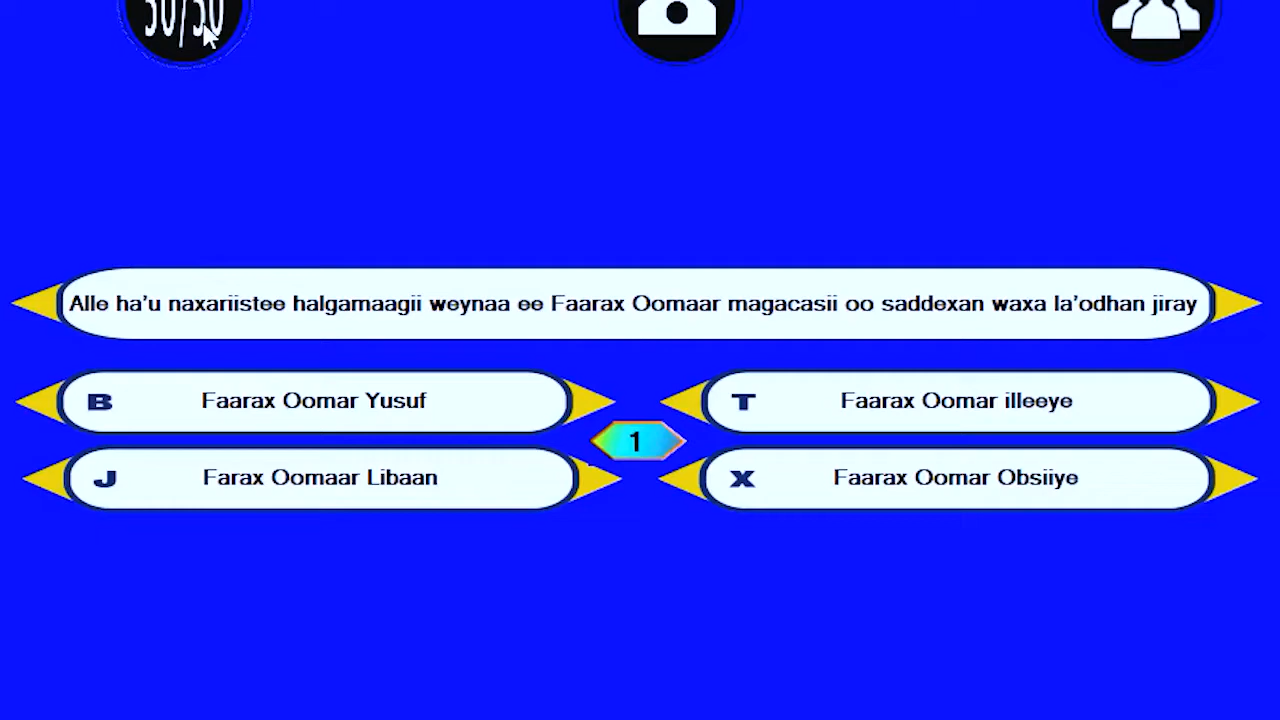 50/50
Alle ha'u naxariistee halgamaagii weynaa ee Faarax Oomaar magacasii oo saddexan waxa la'odhan jiray
B Faarax Oomar Yusuf
T Faarax Oomar illeeye
1
J Farax Oomaar Libaan
X Faarax Oomar Obsiiye